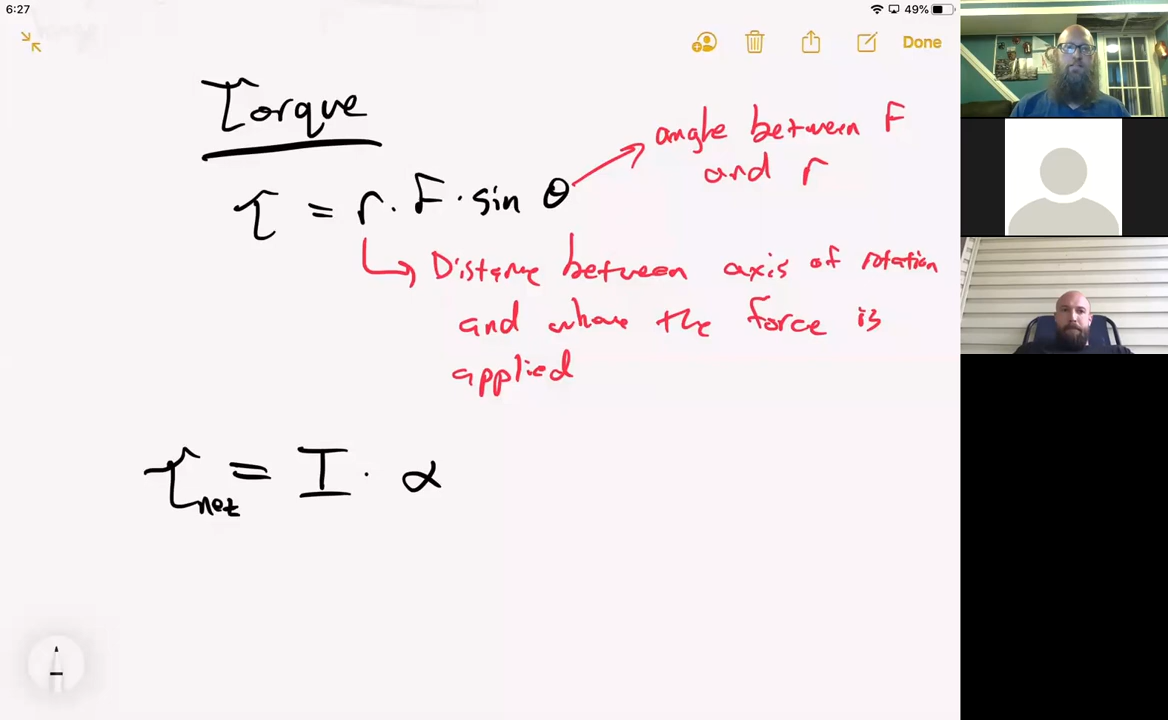 6:27
49%
Done
Torque
τ = r · F · sin θ
angle between F
and r
Distance between axis of rotation
and where the force is
applied
τnet = I · α